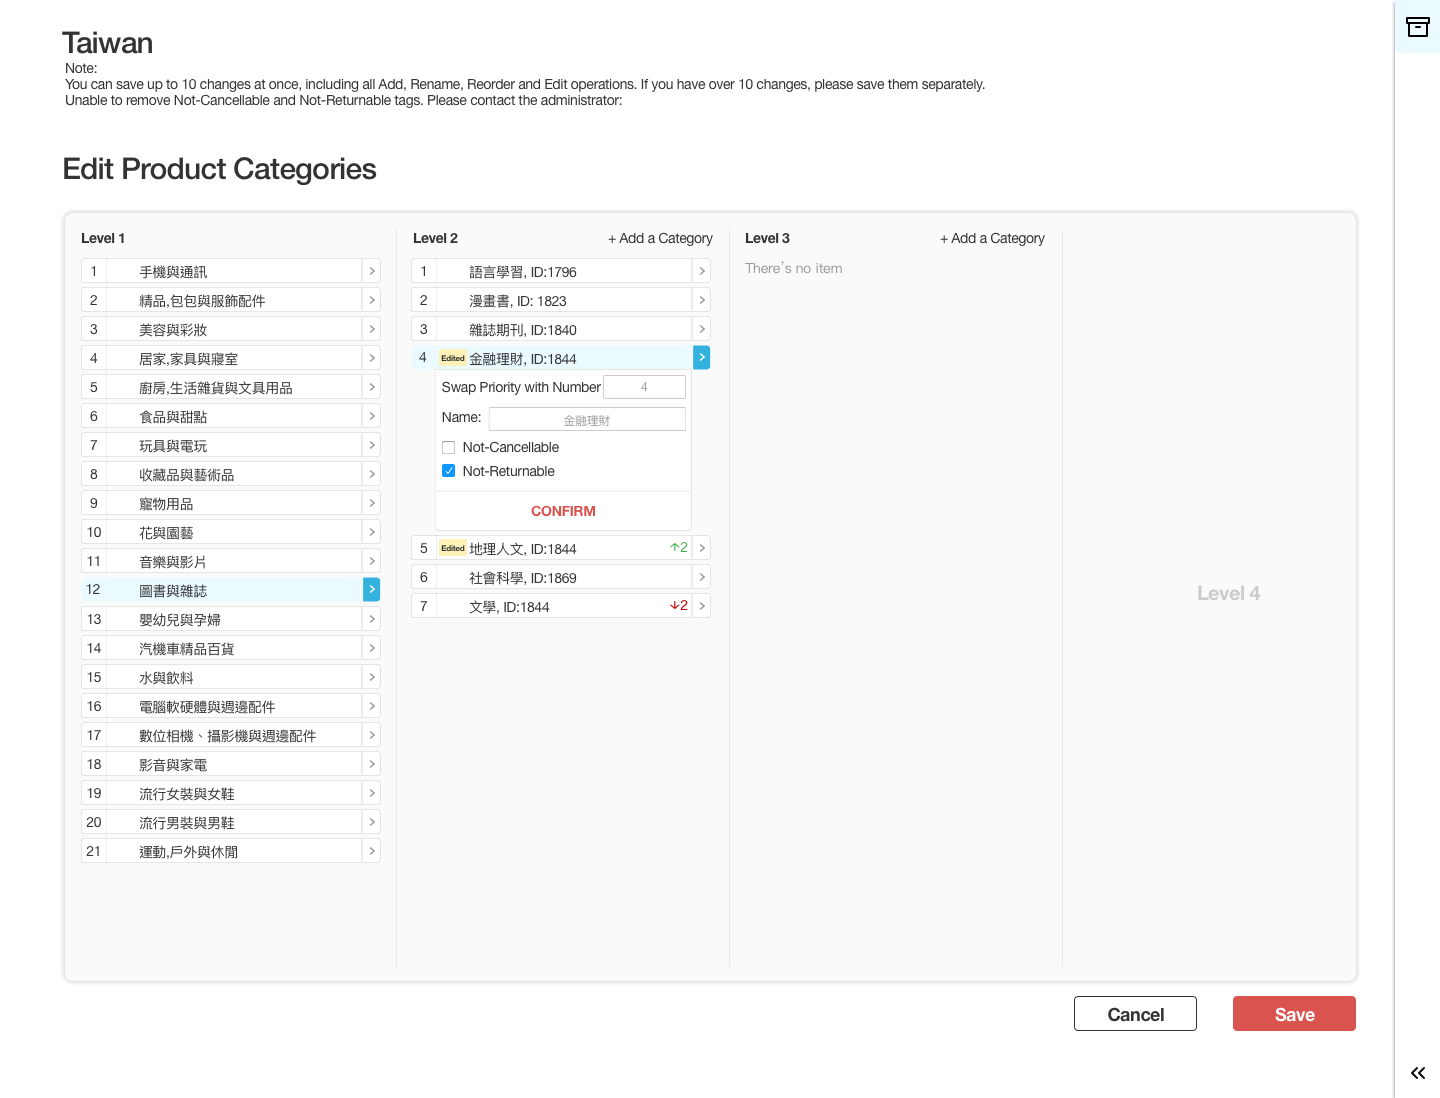 Taiwan
Note:
You can save up to 10 changes at once, including all Add, Rename, Reorder and Edit operations. If you have over 10 changes, please save them separately.
Unable to remove Not-Cancellable and Not-Returnable tags. Please contact the administrator:
Edit Product Categories
Level 1
1 手機與通訊
2 精品,包包與服飾配件
3 美容與彩妝
4 居家,家具與寢室
5 廚房,生活雜貨與文具用品
6 食品與甜點
7 玩具與電玩
8 收藏品與藝術品
9 寵物用品
10 花與園藝
11 音樂與影片
12 圖書與雜誌
13 嬰幼兒與孕婦
14 汽機車精品百貨
15 水與飲料
16 電腦軟硬體與週邊配件
17 數位相機、攝影機與週邊配件
18 影音與家電
19 流行女裝與女鞋
20 流行男裝與男鞋
21 運動,戶外與休閒
Level 2 + Add a Category
1 語言學習, ID:1796
2 漫畫書, ID: 1823
3 雜誌期刊, ID:1840
4 Edited 金融理財, ID:1844
Swap Priority with Number 4
Name: 金融理財
Not-Cancellable
Not-Returnable
CONFIRM
5 Edited 地理人文, ID:1844 ↑2
6 社會科學, ID:1869
7 文學, ID:1844 ↓2
Level 3 + Add a Category
There's no item
Level 4
Cancel Save